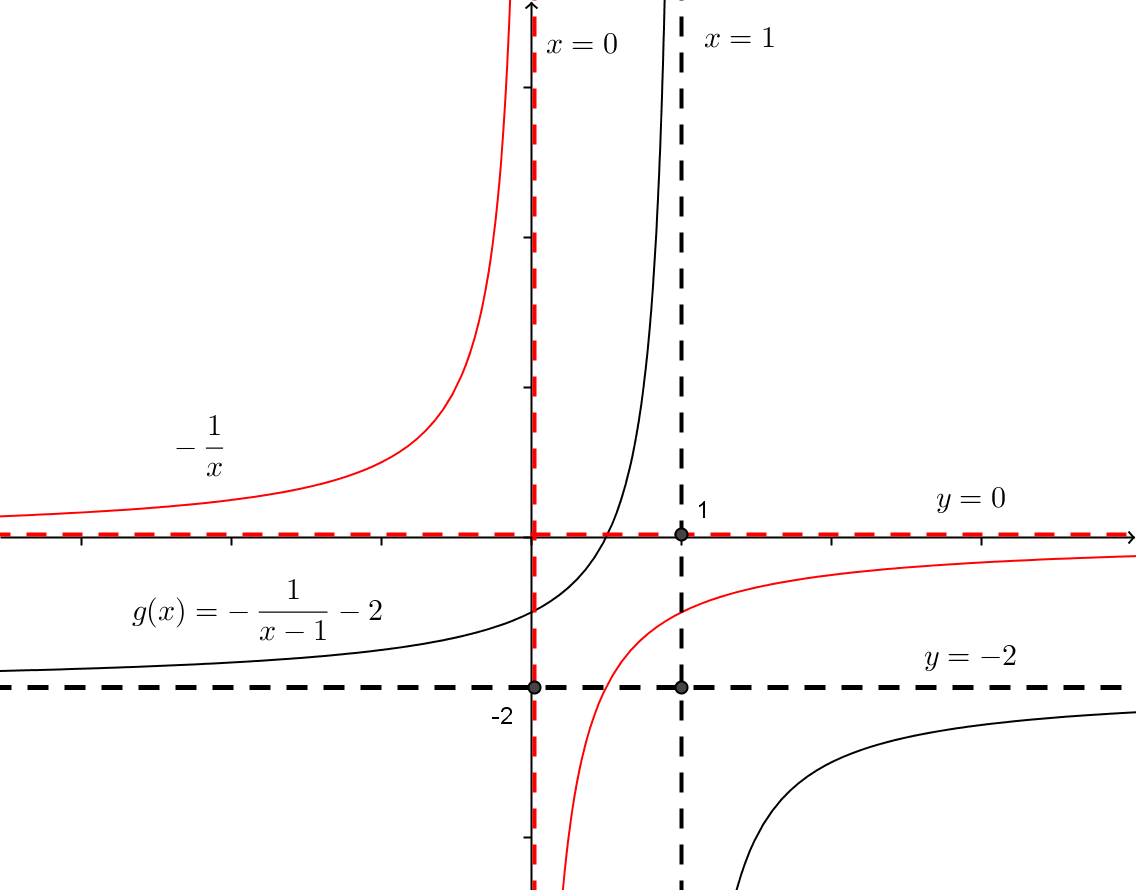 x = 0
x = 1
− 1/x
1
y = 0
g(x) = − 1/(x − 1) − 2
y = −2
-2